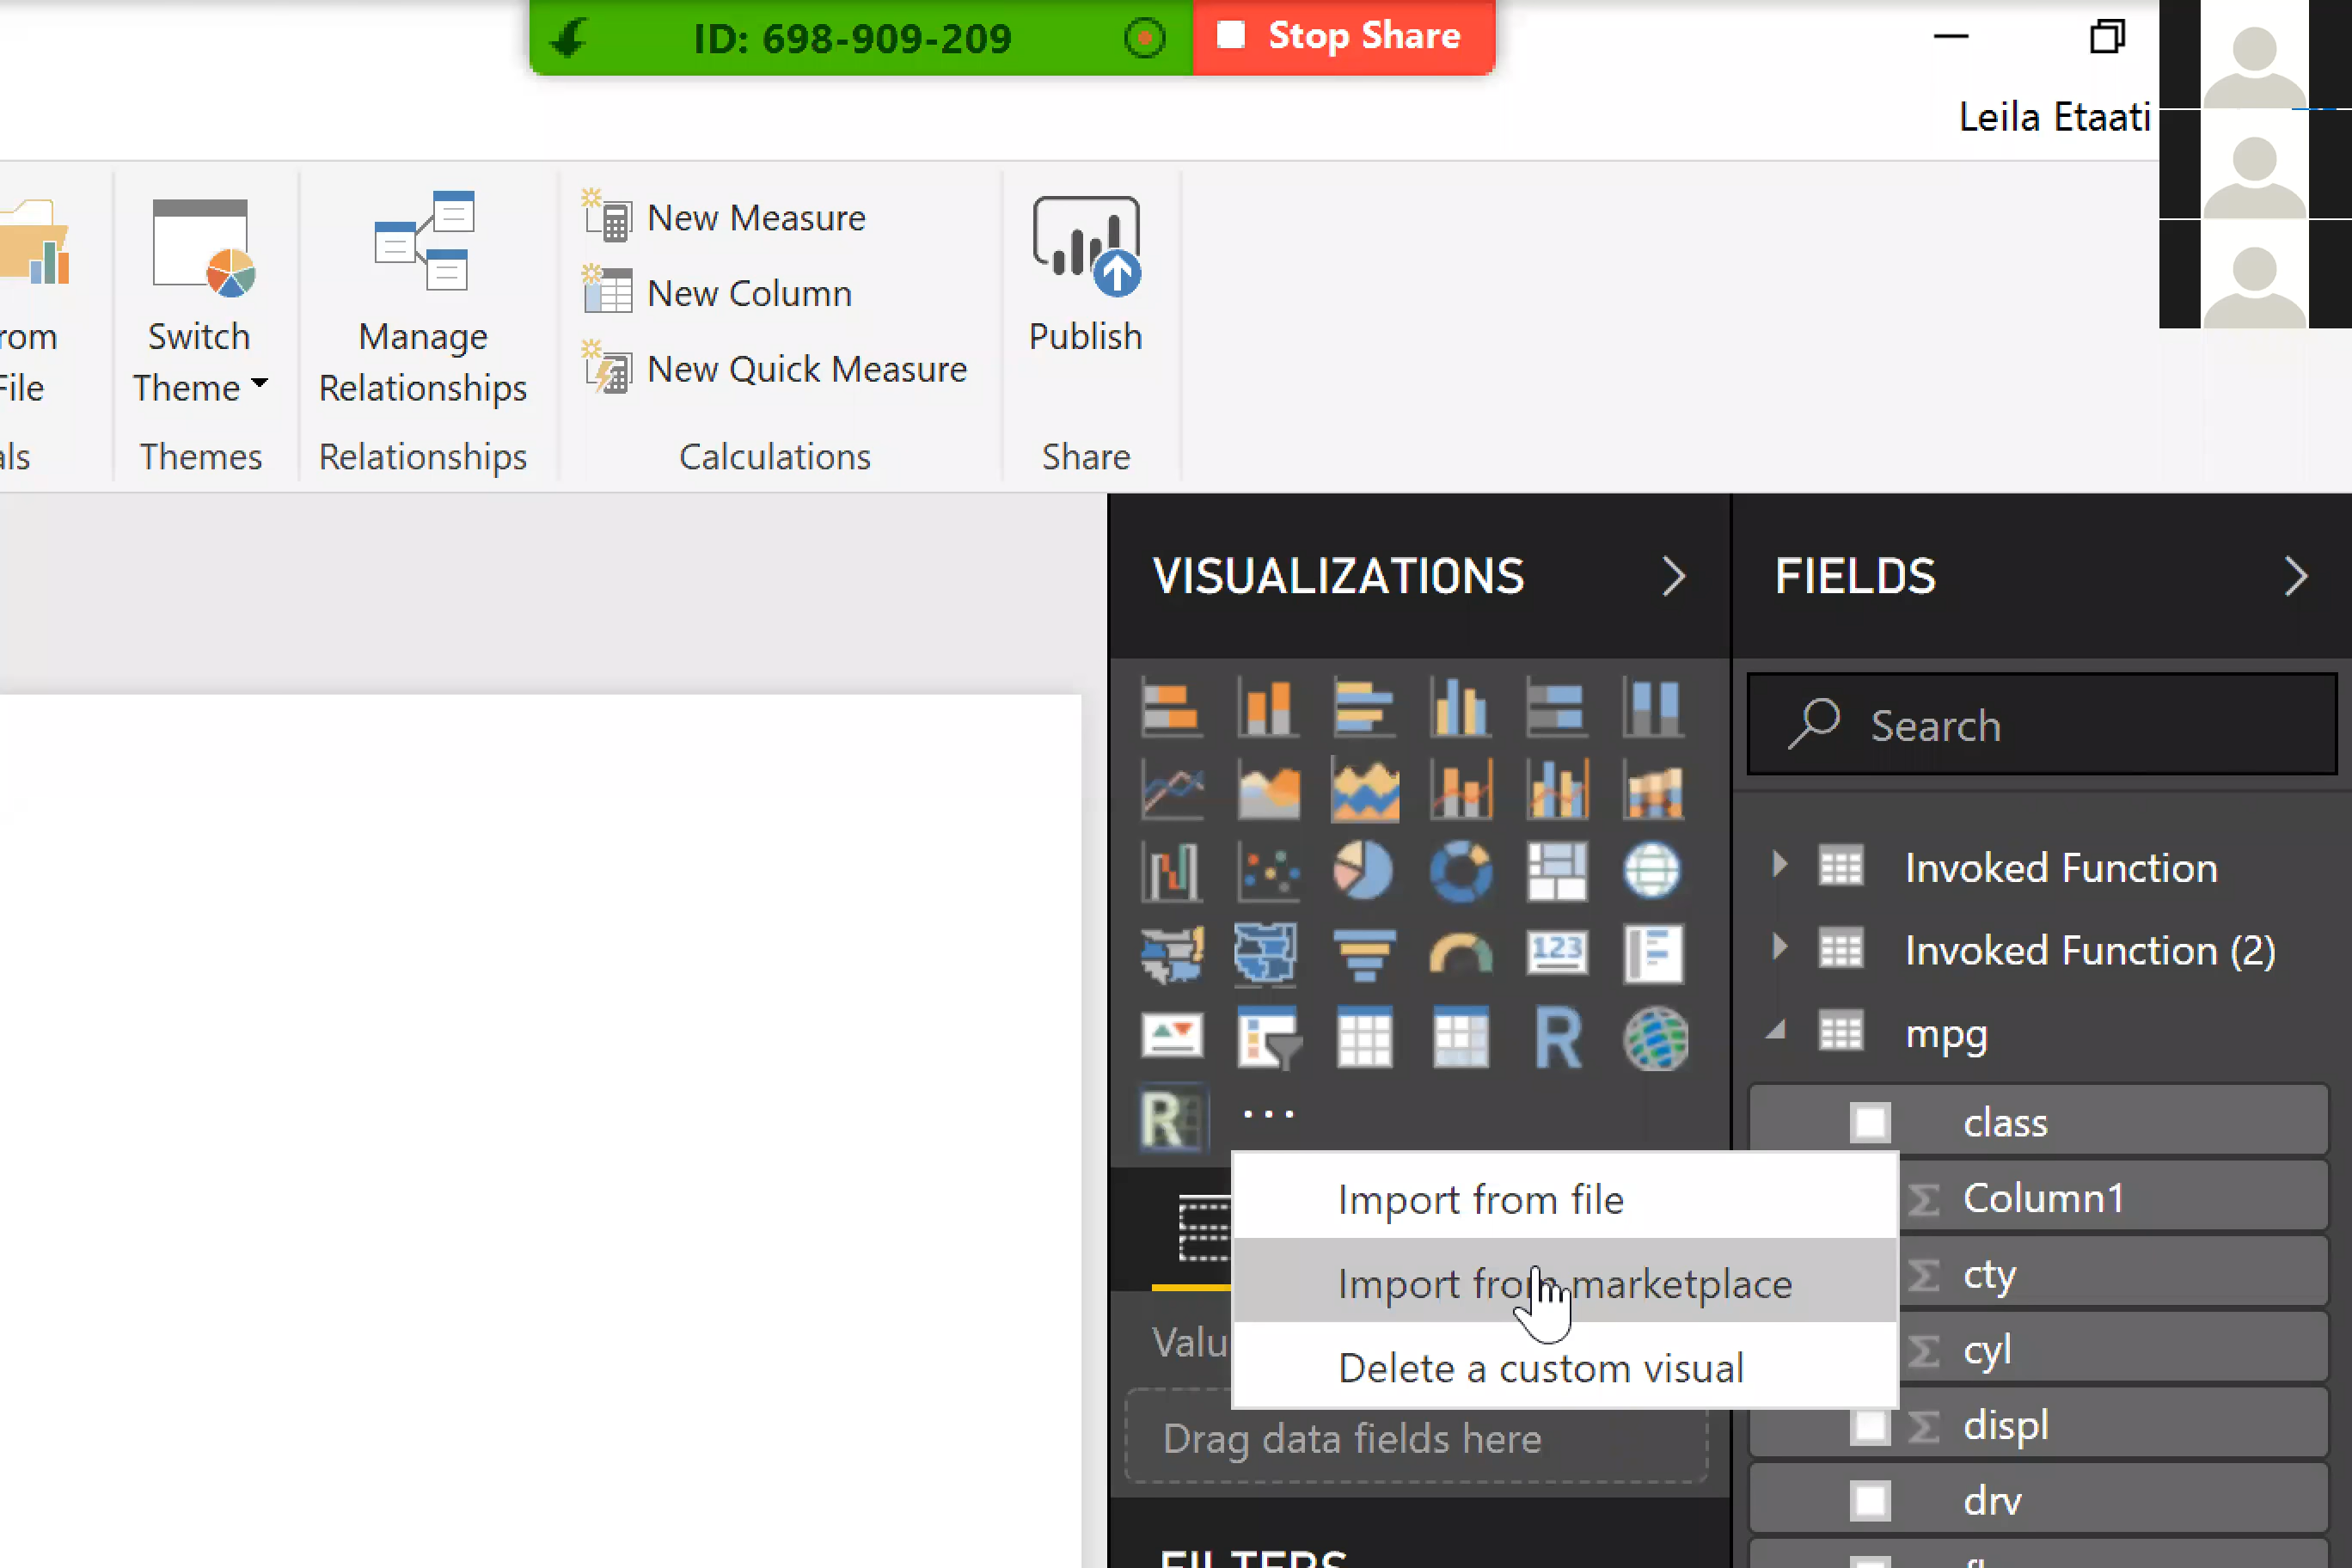 ID: 698-909-209
Stop Share
Leila Etaati
rom
File
Switch
Theme
Manage
Relationships
New Measure
New Column
New Quick Measure
Publish
als
Themes
Relationships
Calculations
Share
VISUALIZATIONS
FIELDS
Search
Invoked Function
Invoked Function (2)
mpg
123
R
R
...
class
Import from file
Column1
Import from marketplace
cty
Valu
cyl
Delete a custom visual
displ
Drag data fields here
drv
FILTERS